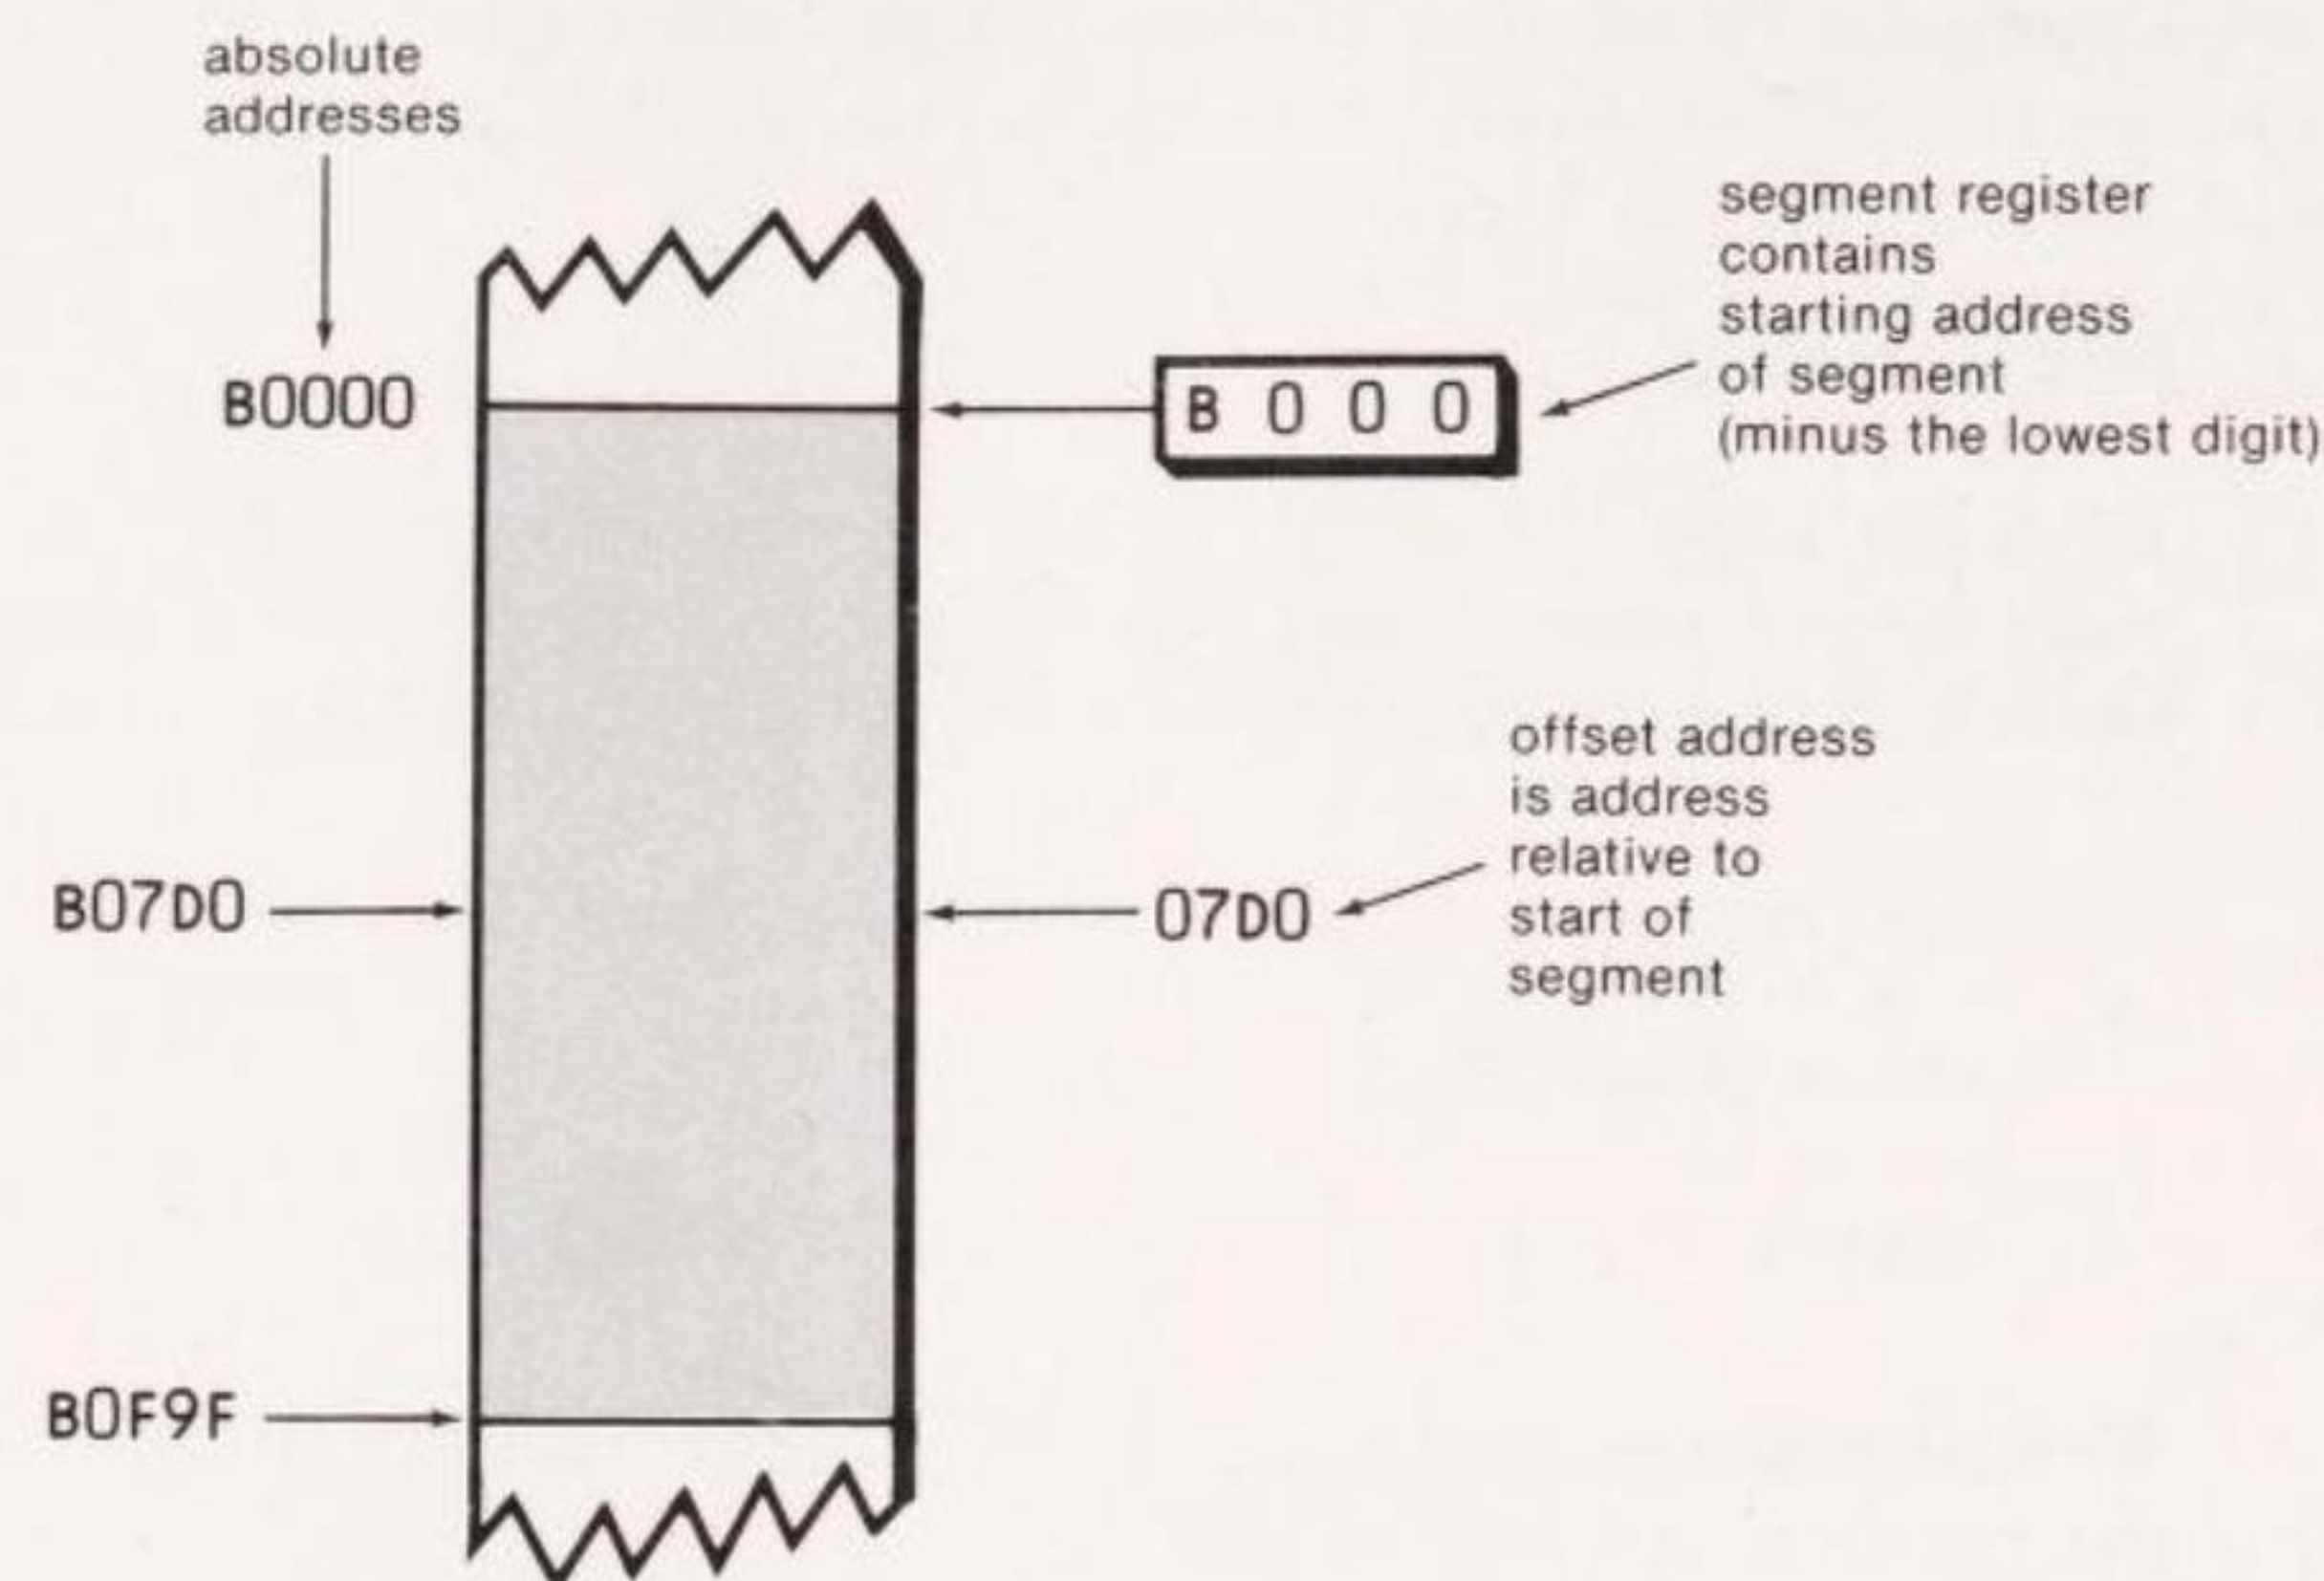 absolute
addresses
B0000
B 0 0 0
segment register
contains
starting address
of segment
(minus the lowest digit)
B07D0
07D0
offset address
is address
relative to
start of
segment
B0F9F